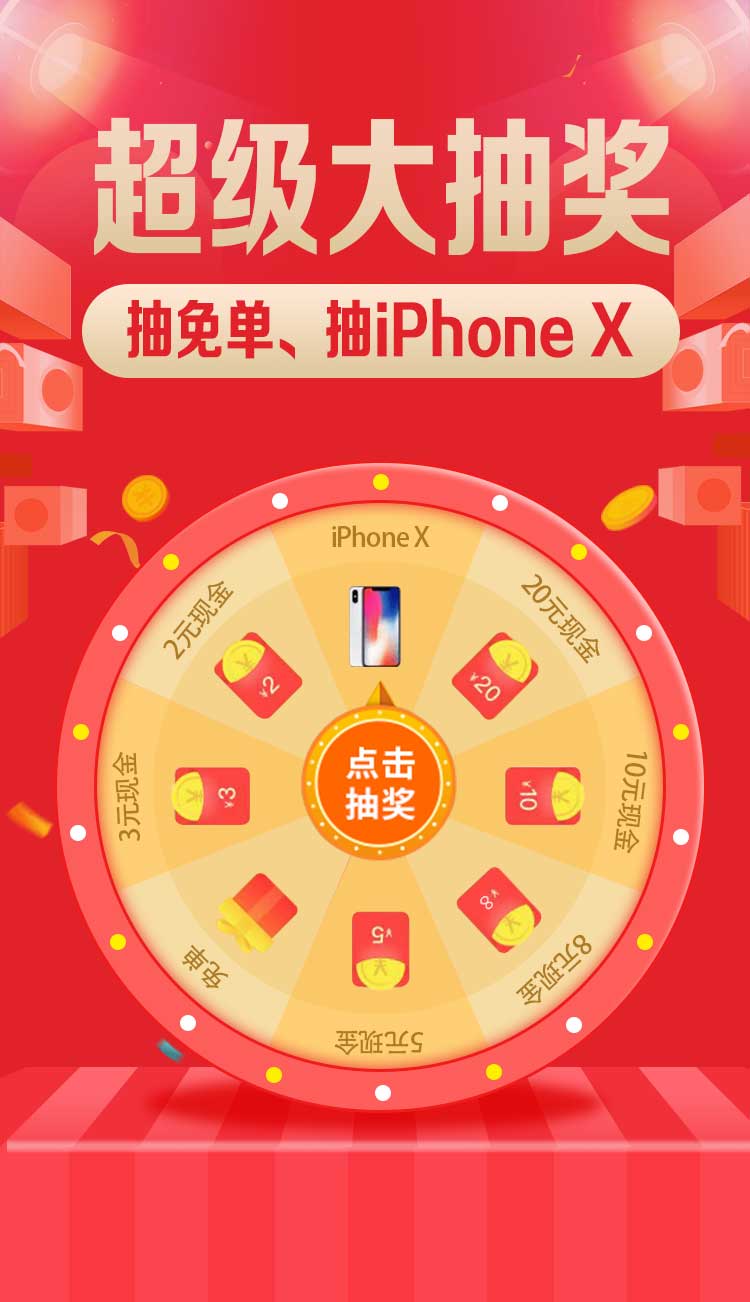 超级大抽奖
抽免单、抽iPhone X
iPhone X
20元现金
¥20
10元现金
¥10
8元现金
¥8
5元现金
¥5
免单
3元现金
¥3
2元现金
¥2
点击
抽奖